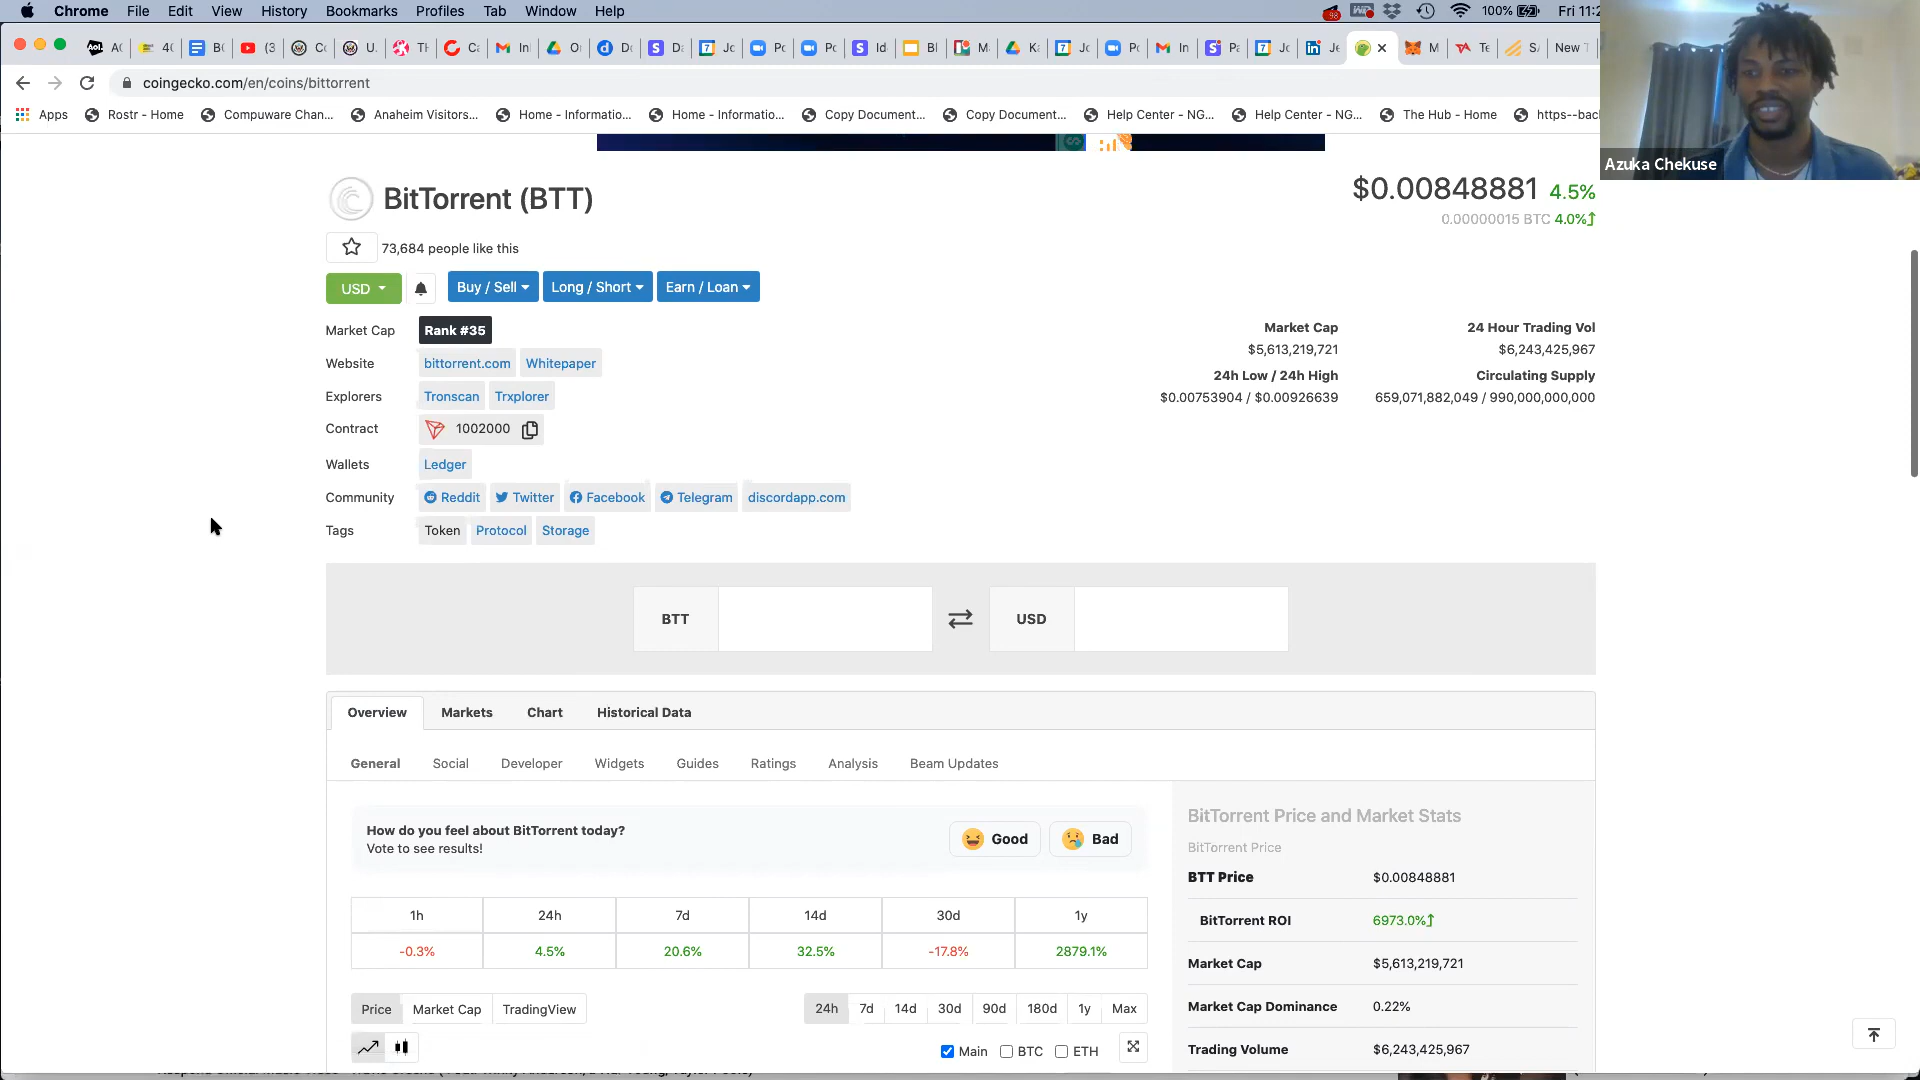 Chrome File Edit View History Bookmarks Profiles Tab Window Help 100% Fri 11:2
coingecko.com/en/coins/bittorrent
Apps Rostr - Home Compuware Chan... Anaheim Visitors... Home - Informatio... Home - Informatio... Copy Document... Copy Document... Help Center - NG... Help Center - NG... The Hub - Home https--bac
Azuka Chekuse
BitTorrent (BTT)
$0.00848881 4.5%
0.00000015 BTC 4.0%
73,684 people like this
USD Buy / Sell Long / Short Earn / Loan
Market Cap Rank #35
Website bittorrent.com Whitepaper
Explorers Tronscan Trxplorer
Contract 1002000
Wallets Ledger
Community Reddit Twitter Facebook Telegram discordapp.com
Tags Token Protocol Storage
Market Cap 24 Hour Trading Vol
$5,613,219,721 $6,243,425,967
24h Low / 24h High Circulating Supply
$0.00753904 / $0.00926639 659,071,882,049 / 990,000,000,000
BTT USD
Overview Markets Chart Historical Data
General Social Developer Widgets Guides Ratings Analysis Beam Updates
How do you feel about BitTorrent today?
Vote to see results!
Good Bad
1h 24h 7d 14d 30d 1y
-0.3% 4.5% 20.6% 32.5% -17.8% 2879.1%
Price Market Cap TradingView 24h 7d 14d 30d 90d 180d 1y Max
Main BTC ETH
BitTorrent Price and Market Stats
BitTorrent Price
BTT Price $0.00848881
BitTorrent ROI 6973.0%
Market Cap $5,613,219,721
Market Cap Dominance 0.22%
Trading Volume $6,243,425,967